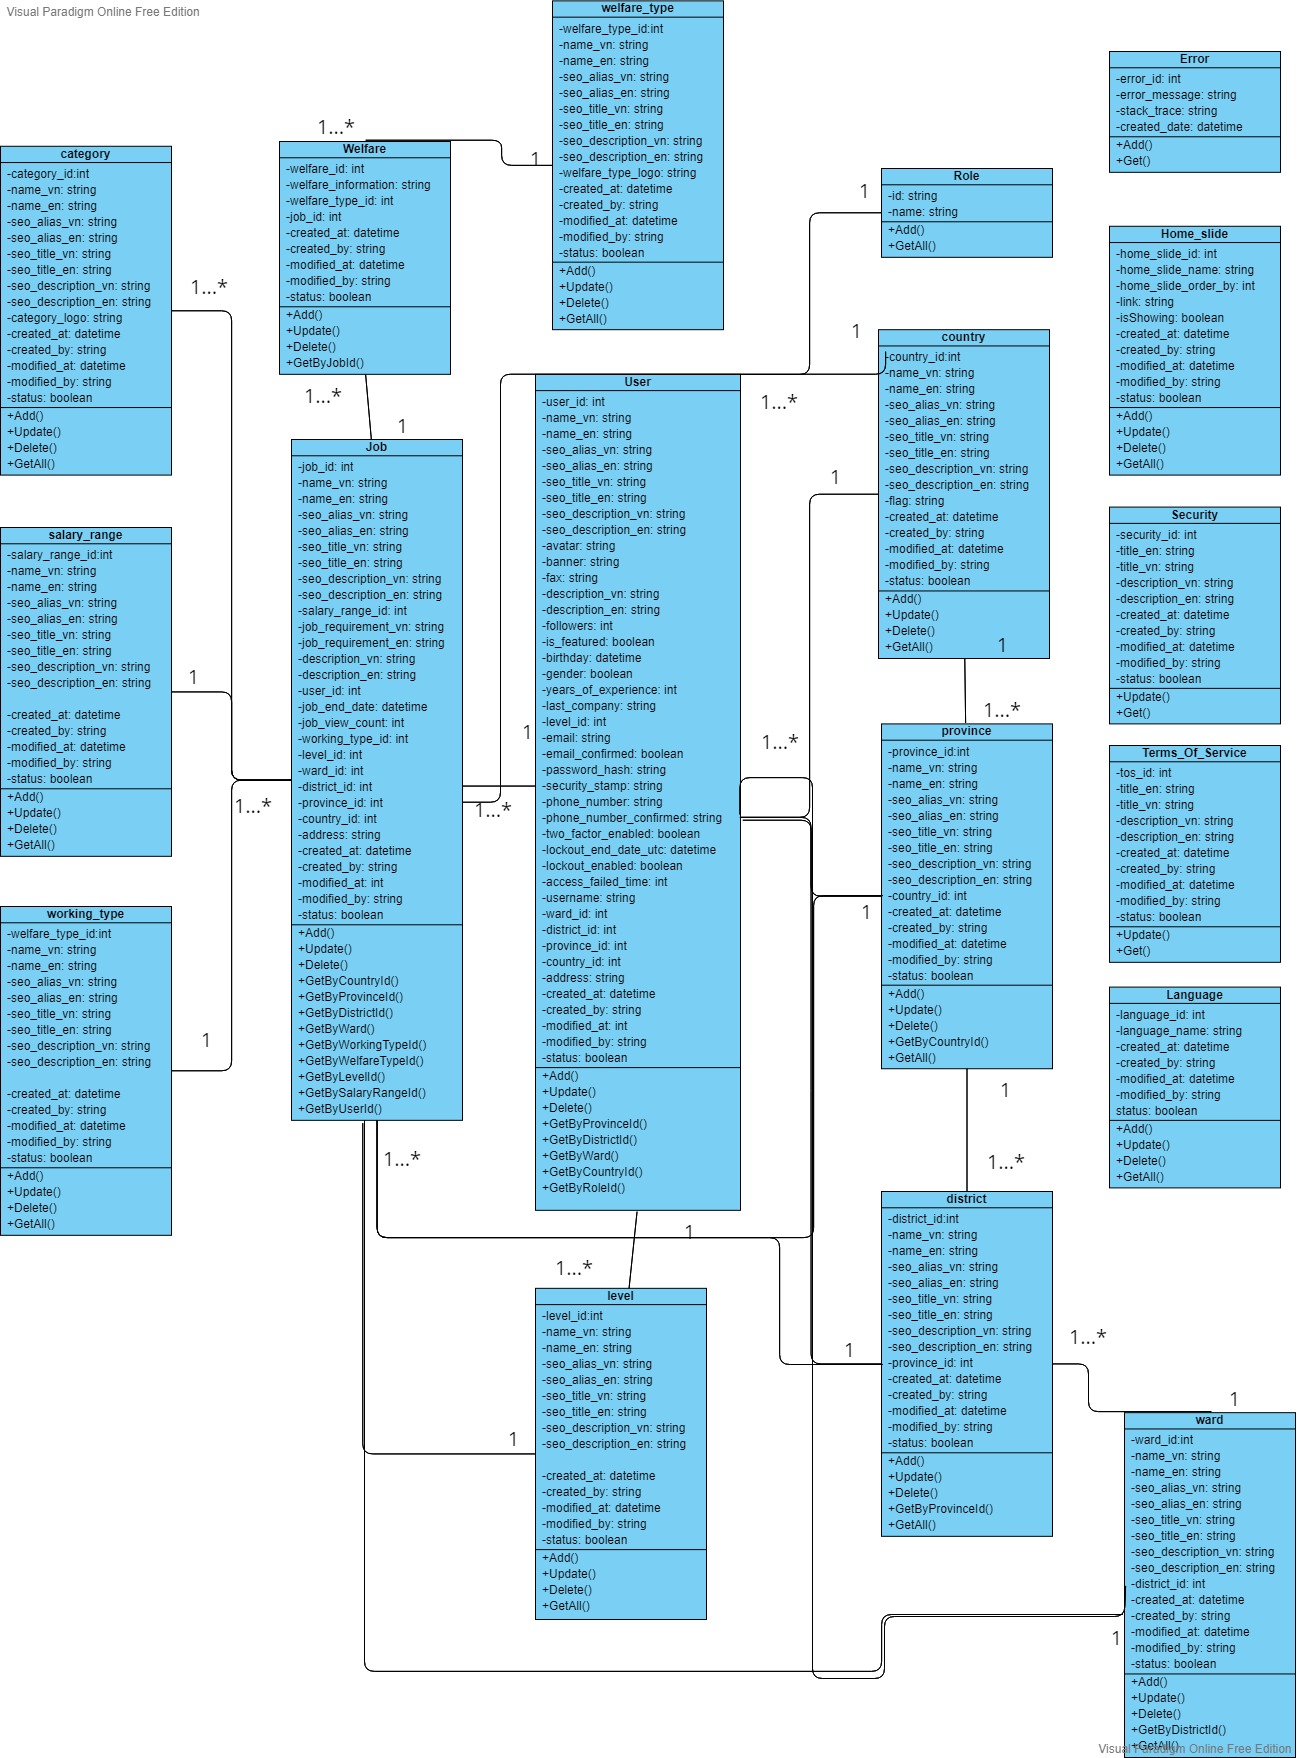 Visual Paradigm Online Free Edition
welfare_type
-welfare_type_id:int
-name_vn: string
-name_en: string
-seo_alias_vn: string
-seo_alias_en: string
-seo_title_vn: string
-seo_title_en: string
-seo_description_vn: string
-seo_description_en: string
-welfare_type_logo: string
-created_at: datetime
-created_by: string
-modified_at: datetime
-modified_by: string
-status: boolean
+Add()
+Update()
+Delete()
+GetAll()
Error
-error_id: int
-error_message: string
-stack_trace: string
-created_date: datetime
+Add()
+Get()
1...*
1
Welfare
-welfare_id: int
-welfare_information: string
-welfare_type_id: int
-job_id: int
-created_at: datetime
-created_by: string
-modified_at: datetime
-modified_by: string
-status: boolean
+Add()
+Update()
+Delete()
+GetByJobId()
category
-category_id:int
-name_vn: string
-name_en: string
-seo_alias_vn: string
-seo_alias_en: string
-seo_title_vn: string
-seo_title_en: string
-seo_description_vn: string
-seo_description_en: string
-category_logo: string
-created_at: datetime
-created_by: string
-modified_at: datetime
-modified_by: string
-status: boolean
+Add()
+Update()
+Delete()
+GetAll()
1...*
Role
-id: string
-name: string
+Add()
+GetAll()
1
Home_slide
-home_slide_id: int
-home_slide_name: string
-home_slide_order_by: int
-link: string
-isShowing: boolean
-created_at: datetime
-created_by: string
-modified_at: datetime
-modified_by: string
-status: boolean
+Add()
+Update()
+Delete()
+GetAll()
1
country
-country_id:int
-name_vn: string
-name_en: string
-seo_alias_vn: string
-seo_alias_en: string
-seo_title_vn: string
-seo_title_en: string
-seo_description_vn: string
-seo_description_en: string
-flag: string
-created_at: datetime
-created_by: string
-modified_at: datetime
-modified_by: string
-status: boolean
+Add()
+Update()
+Delete()
+GetAll()
1
1...*
1
1...*
1
User
-user_id: int
-name_vn: string
-name_en: string
-seo_alias_vn: string
-seo_alias_en: string
-seo_title_vn: string
-seo_title_en: string
-seo_description_vn: string
-seo_description_en: string
-avatar: string
-banner: string
-fax: string
-description_vn: string
-description_en: string
-followers: int
-is_featured: boolean
-birthday: datetime
-gender: boolean
-years_of_experience: int
-last_company: string
-level_id: int
-email: string
-email_confirmed: boolean
-password_hash: string
-security_stamp: string
-phone_number: string
-phone_number_confirmed: string
-two_factor_enabled: boolean
-lockout_end_date_utc: datetime
-lockout_enabled: boolean
-access_failed_time: int
-username: string
-ward_id: int
-district_id: int
-province_id: int
-country_id: int
-address: string
-created_at: datetime
-created_by: string
-modified_at: int
-modified_by: string
-status: boolean
+Add()
+Update()
+Delete()
+GetByProvinceId()
+GetByDistrictId()
+GetByWard()
+GetByCountryId()
+GetByRoleId()
Job
-job_id: int
-name_vn: string
-name_en: string
-seo_alias_vn: string
-seo_alias_en: string
-seo_title_vn: string
-seo_title_en: string
-seo_description_vn: string
-seo_description_en: string
-salary_range_id: int
-job_requirement_vn: string
-job_requirement_en: string
-description_vn: string
-description_en: string
-user_id: int
-job_end_date: datetime
-job_view_count: int
-working_type_id: int
-level_id: int
-ward_id: int
-district_id: int
-province_id: int
-country_id: int
-address: string
-created_at: datetime
-created_by: string
-modified_at: int
-modified_by: string
-status: boolean
+Add()
+Update()
+Delete()
+GetByCountryId()
+GetByProvinceId()
+GetByDistrictId()
+GetByWard()
+GetByWorkingTypeId()
+GetByWelfareTypeId()
+GetByLevelId()
+GetBySalaryRangeId()
+GetByUserId()
salary_range
-salary_range_id:int
-name_vn: string
-name_en: string
-seo_alias_vn: string
-seo_alias_en: string
-seo_title_vn: string
-seo_title_en: string
-seo_description_vn: string
-seo_description_en: string
-created_at: datetime
-created_by: string
-modified_at: datetime
-modified_by: string
-status: boolean
+Add()
+Update()
+Delete()
+GetAll()
1
1...*
1
1...*
1...*
Security
-security_id: int
-title_en: string
-title_vn: string
-description_vn: string
-description_en: string
-created_at: datetime
-created_by: string
-modified_at: datetime
-modified_by: string
-status: boolean
+Update()
+Get()
1...*
province
-province_id:int
-name_vn: string
-name_en: string
-seo_alias_vn: string
-seo_alias_en: string
-seo_title_vn: string
-seo_title_en: string
-seo_description_vn: string
-seo_description_en: string
-country_id: int
-created_at: datetime
-created_by: string
-modified_at: datetime
-modified_by: string
-status: boolean
+Add()
+Update()
+Delete()
+GetByCountryId()
+GetAll()
1
1
Terms_Of_Service
-tos_id: int
-title_en: string
-title_vn: string
-description_vn: string
-description_en: string
-created_at: datetime
-created_by: string
-modified_at: datetime
-modified_by: string
-status: boolean
+Update()
+Get()
working_type
-welfare_type_id:int
-name_vn: string
-name_en: string
-seo_alias_vn: string
-seo_alias_en: string
-seo_title_vn: string
-seo_title_en: string
-seo_description_vn: string
-seo_description_en: string
-created_at: datetime
-created_by: string
-modified_at: datetime
-modified_by: string
-status: boolean
+Add()
+Update()
+Delete()
+GetAll()
1
Language
-language_id: int
-language_name: string
-created_at: datetime
-created_by: string
-modified_at: datetime
-modified_by: string
status: boolean
+Add()
+Update()
+Delete()
+GetAll()
1...*
1...*
district
-district_id:int
-name_vn: string
-name_en: string
-seo_alias_vn: string
-seo_alias_en: string
-seo_title_vn: string
-seo_title_en: string
-seo_description_vn: string
-seo_description_en: string
-province_id: int
-created_at: datetime
-created_by: string
-modified_at: datetime
-modified_by: string
-status: boolean
+Add()
+Update()
+Delete()
+GetByProvinceId()
+GetAll()
1
1...*
level
-level_id:int
-name_vn: string
-name_en: string
-seo_alias_vn: string
-seo_alias_en: string
-seo_title_vn: string
-seo_title_en: string
-seo_description_vn: string
-seo_description_en: string
-created_at: datetime
-created_by: string
-modified_at: datetime
-modified_by: string
-status: boolean
+Add()
+Update()
+Delete()
+GetAll()
1
1
1...*
1
ward
-ward_id:int
-name_vn: string
-name_en: string
-seo_alias_vn: string
-seo_alias_en: string
-seo_title_vn: string
-seo_title_en: string
-seo_description_vn: string
-seo_description_en: string
-district_id: int
-created_at: datetime
-created_by: string
-modified_at: datetime
-modified_by: string
-status: boolean
+Add()
+Update()
+Delete()
+GetByDistrictId()
+GetAll()
1
Visual Paradigm Online Free Edition